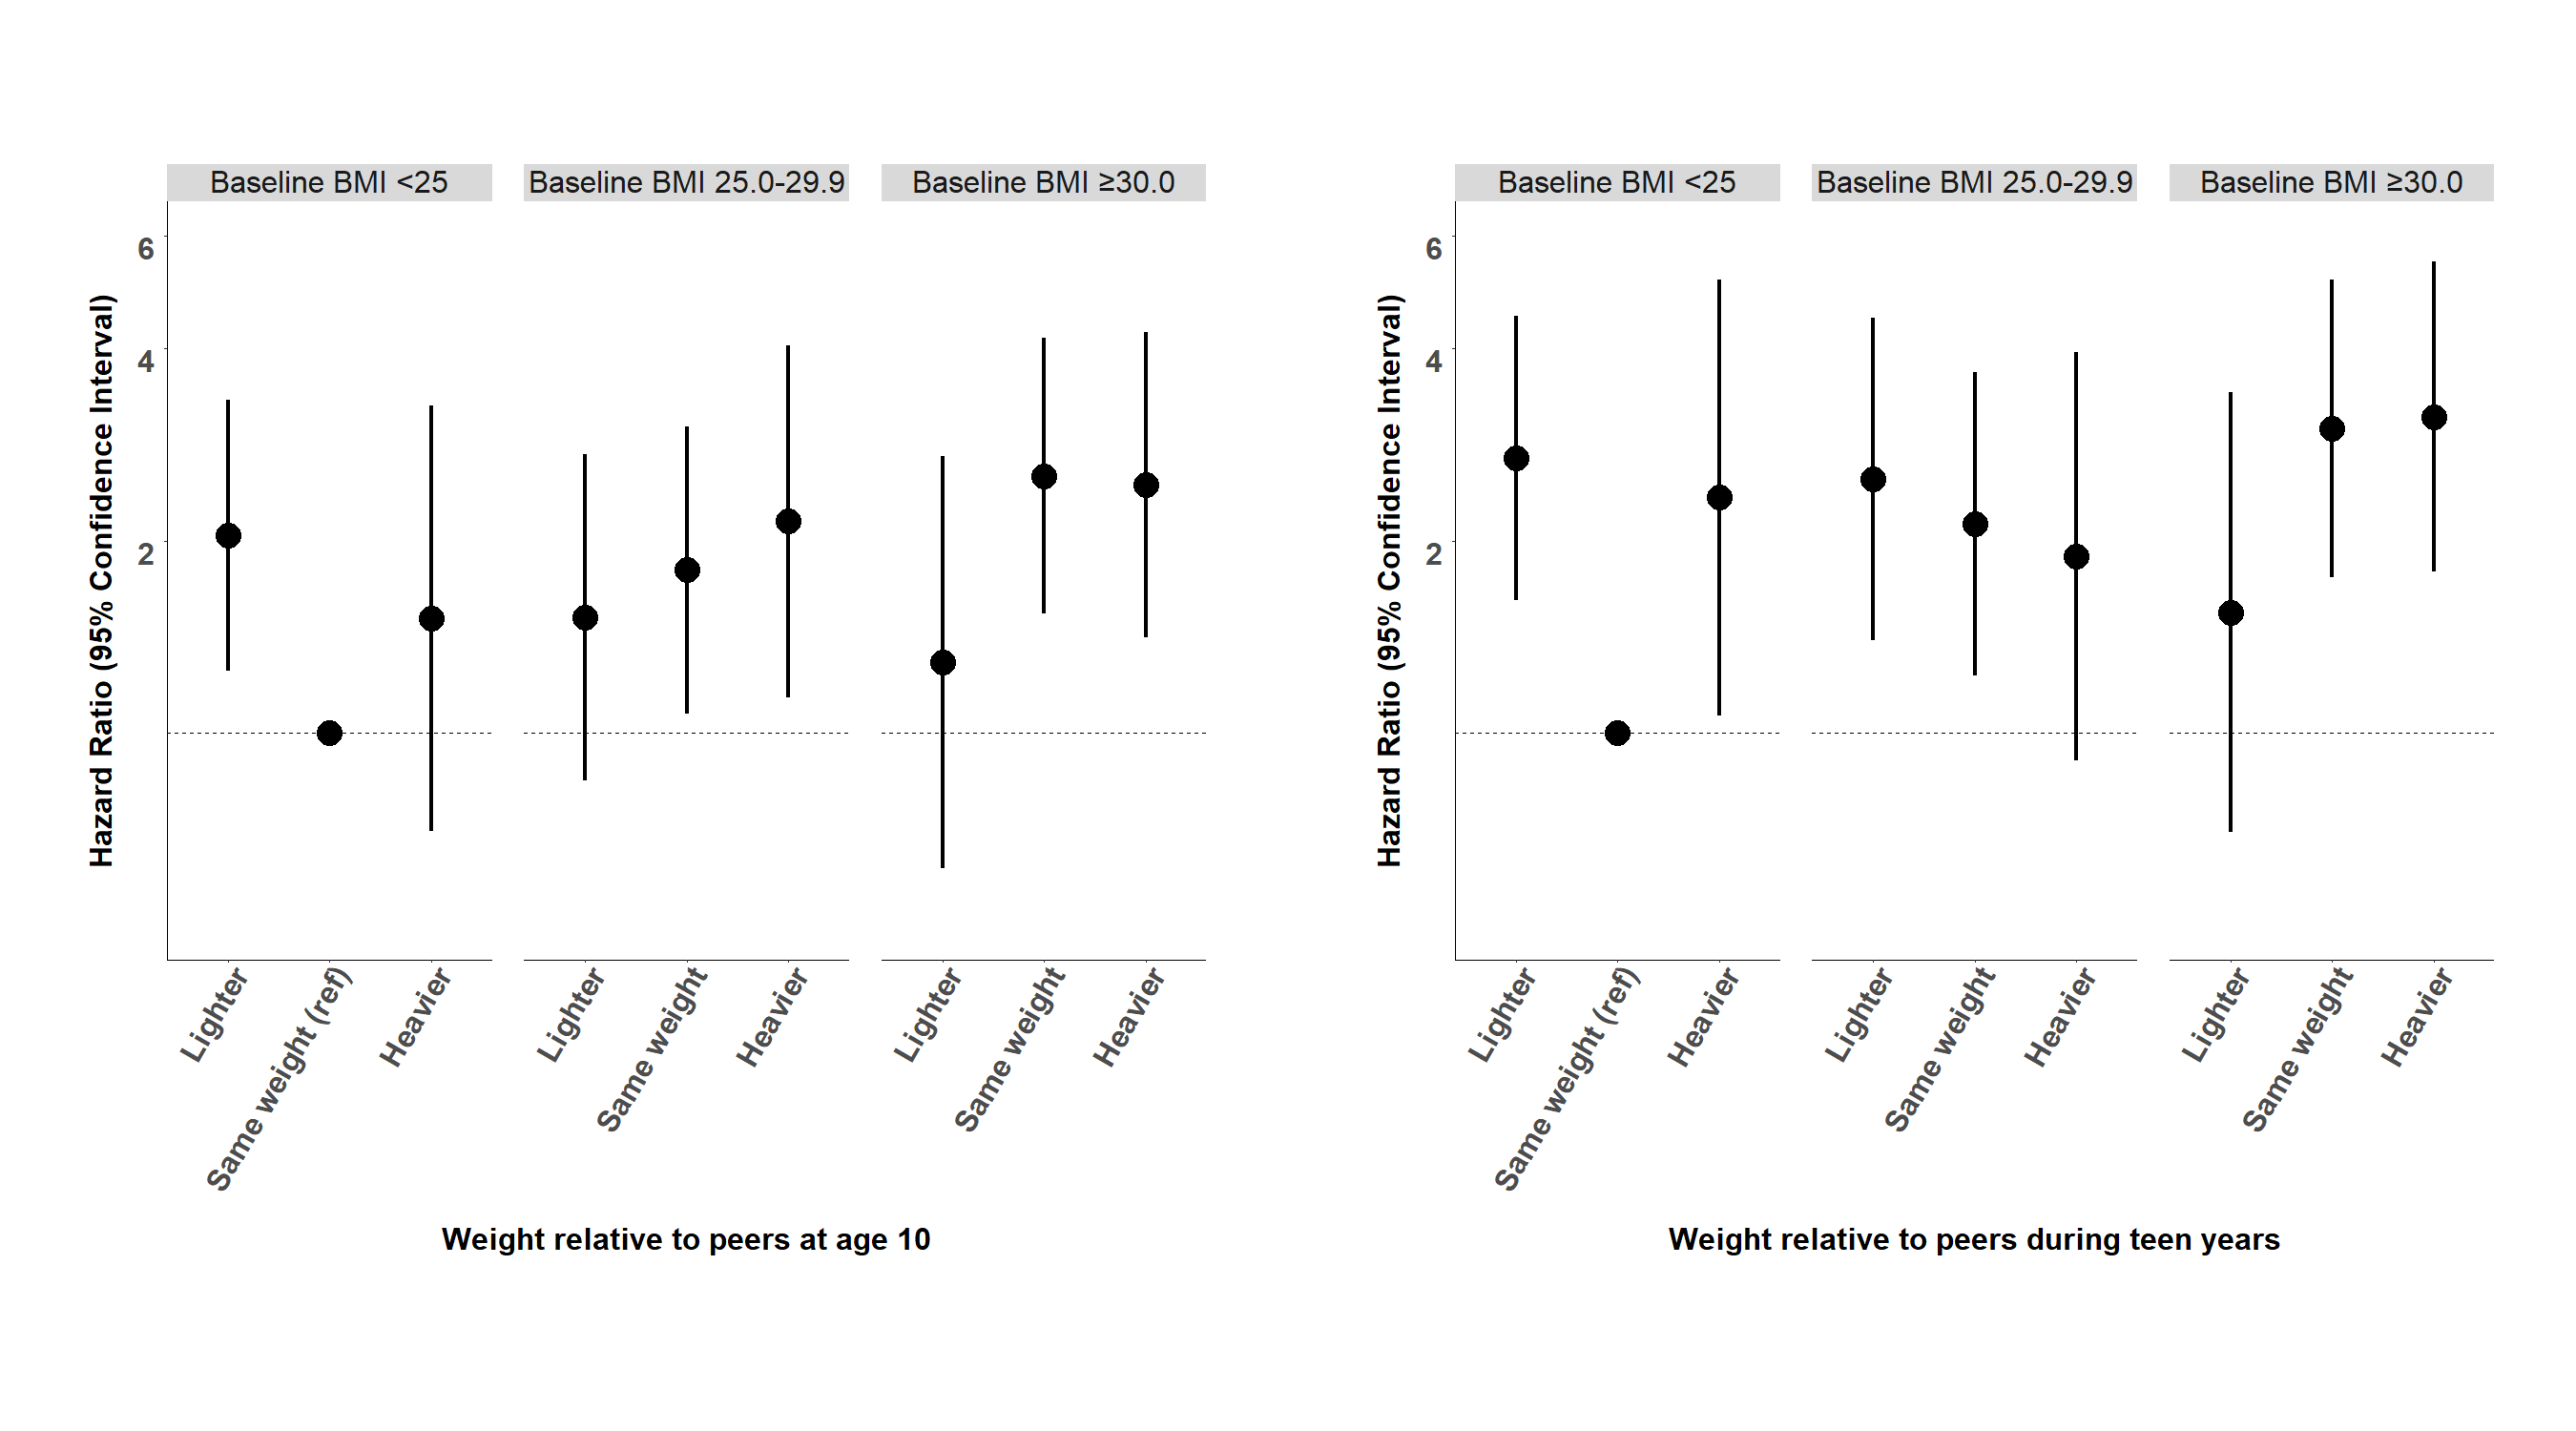 Baseline BMI <25
Baseline BMI 25.0-29.9
Baseline BMI ≥30.0
Hazard Ratio (95% Confidence Interval)
6
4
2
Lighter
Same weight (ref)
Heavier
Lighter
Same weight
Heavier
Lighter
Same weight
Heavier
Weight relative to peers at age 10
Baseline BMI <25
Baseline BMI 25.0-29.9
Baseline BMI ≥30.0
Hazard Ratio (95% Confidence Interval)
6
4
2
Lighter
Same weight (ref)
Heavier
Lighter
Same weight
Heavier
Lighter
Same weight
Heavier
Weight relative to peers during teen years